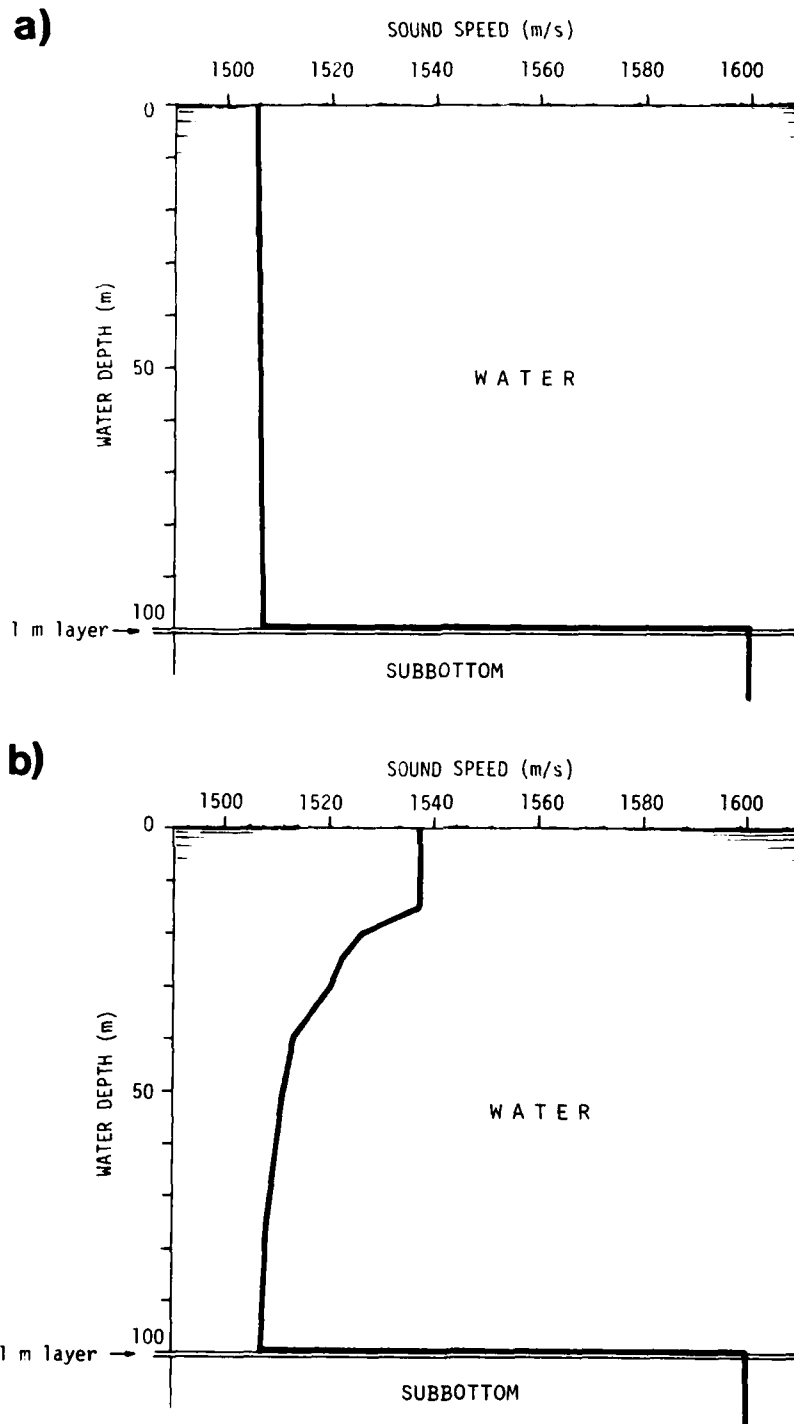 a)
SOUND SPEED (m/s)
1500 1520 1540 1560 1580 1600
0
WATER DEPTH (m)
50
WATER
100
1 m layer
SUBBOTTOM
b)
SOUND SPEED (m/s)
1500 1520 1540 1560 1580 1600
0
WATER DEPTH (m)
50
WATER
100
1 m layer
SUBBOTTOM